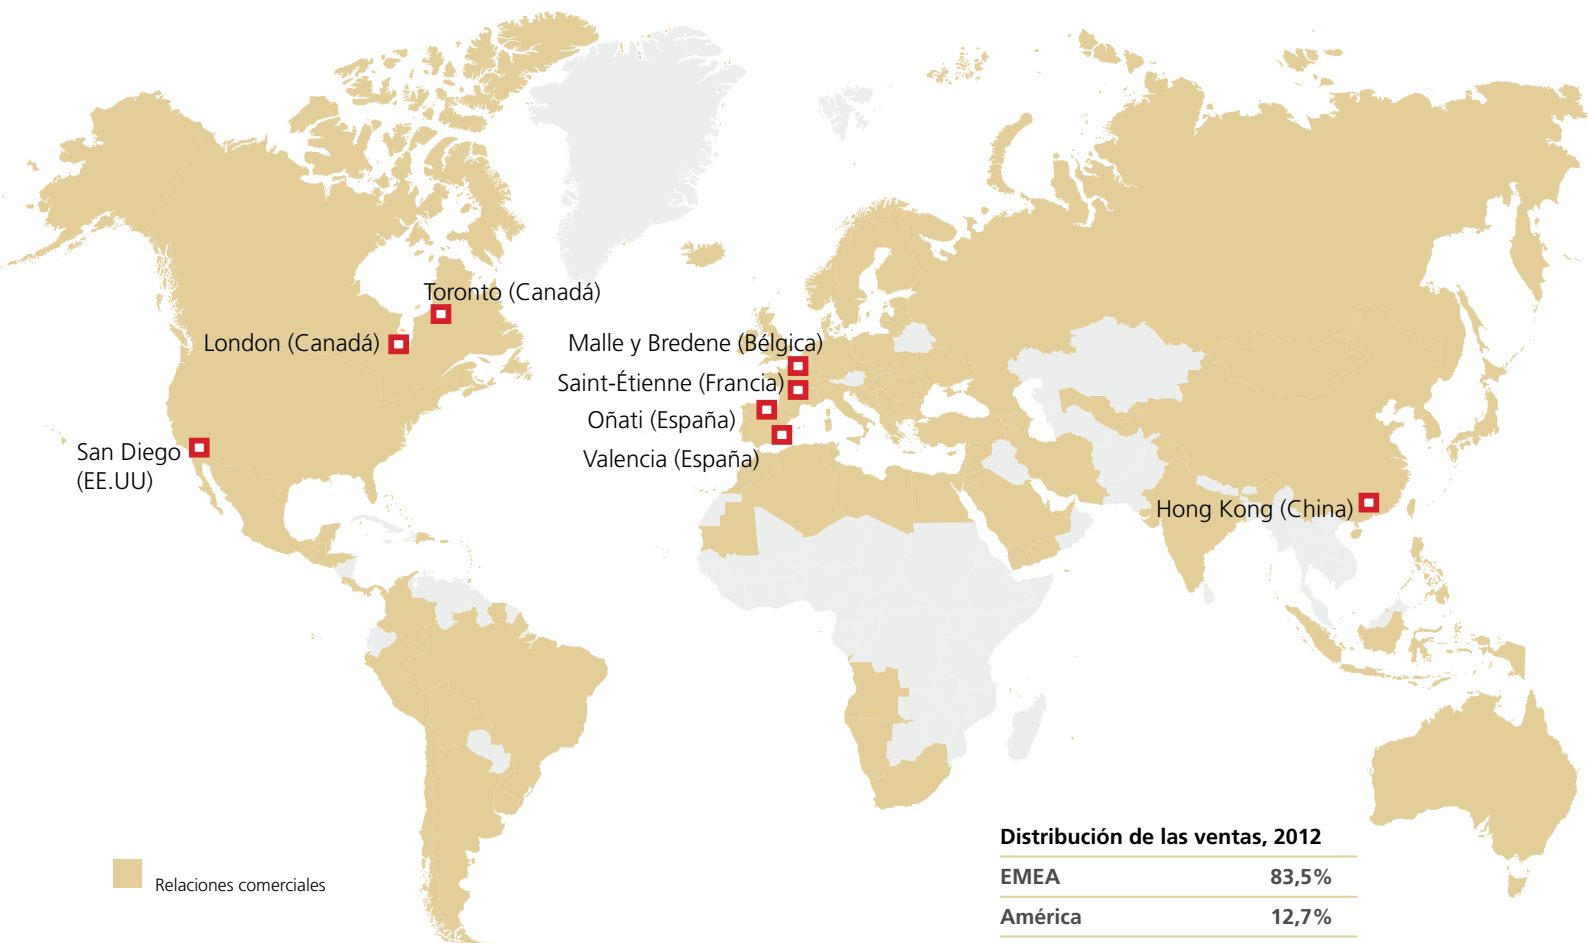 Toronto (Canadá)
London (Canadá)
Malle y Bredene (Bélgica)
Saint-Étienne (Francia)
Oñati (España)
Valencia (España)
San Diego
(EE.UU)
Hong Kong (China)
Relaciones comerciales
Distribución de las ventas, 2012
EMEA 83,5%
América 12,7%